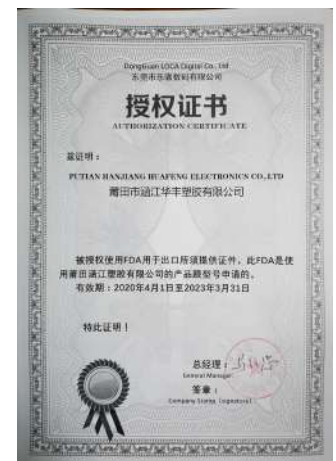 DongGuan LOCA Digital Co., Ltd
东莞市乐谱数码有限公司
授权证书
AUTHORIZATION CERTIFICATE
兹证明：
PUTIAN HANJIANG HUAFENG ELECTRONICS CO.,LTD
莆田市涵江华丰塑胶有限公司
被授权使用FDA用于出口所须提供证件，此FDA是使
用莆田涵江塑胶有限公司的产品跟型号申请的。
有效期：2020年4月1日至2023年3月31日
特此证明！
总经理：
General Manager
签章：
Company Stamp (signature)